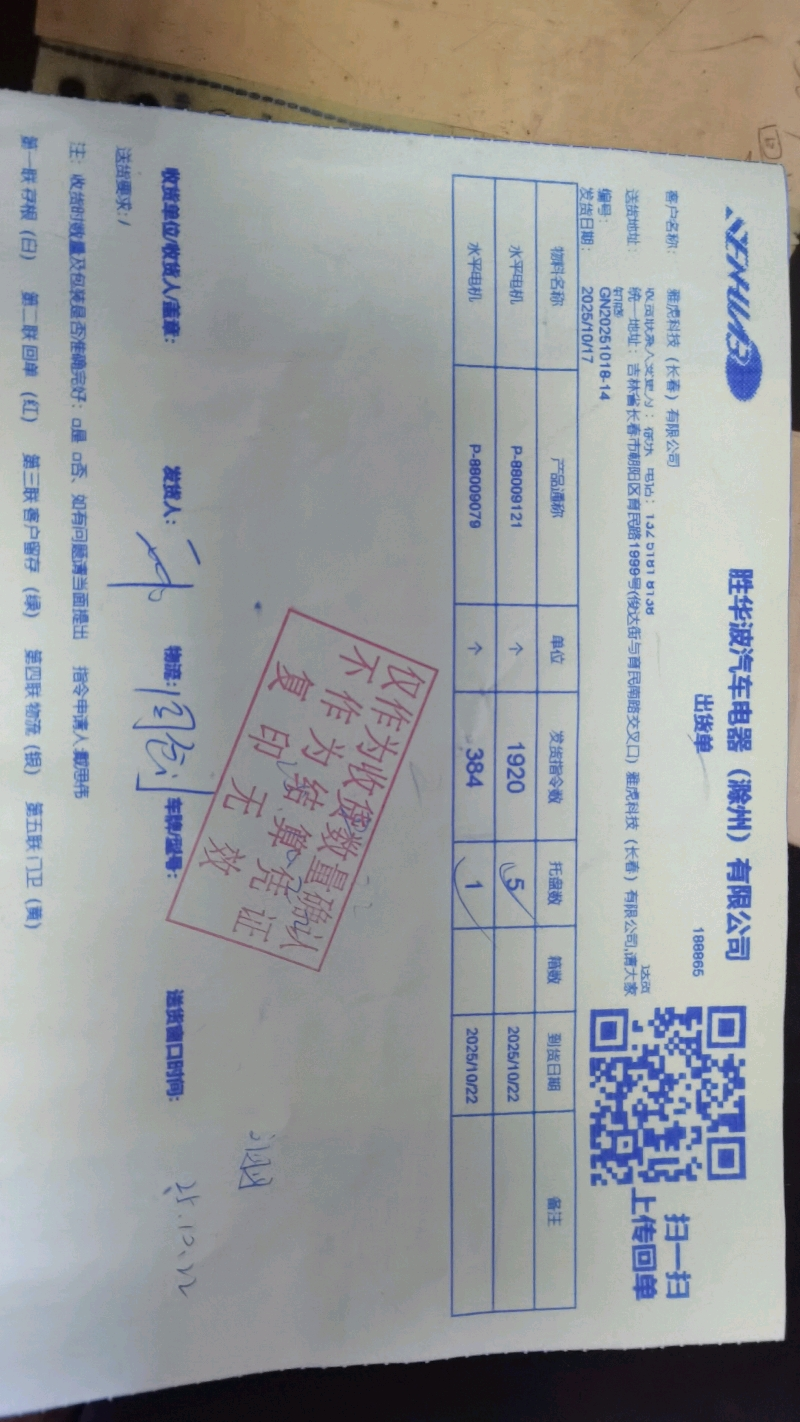 胜华波汽车电器（滁州）有限公司
出货单
188865
扫一扫
上传回单
客户名称： 雅虎科技（长春）有限公司
送货地址： 统一地址：吉林省长春市朝阳区育民路1999号(俊达街与育民南路交叉口) 雅虎科技（长春）有限公司,请大家
编号： GN20251018-14
发货日期： 2025/10/17
物料名称 产品通称 单位 发货指令数 托盘数 箱数 到货日期 备注
水平电机 P-88009121 个 1920 5 2025/10/22
水平电机 P-88009079 个 384 1 2025/10/22
仅作为收货数量确认
不作为结算凭证
复印无效
收货单位/收货人/盖章： 发货人： 物流： 车牌/型号： 送货窗口时间：
25.10.22
送货要求：/
注：收货时数量及包装是否准确完好：□是 □否、如有问题请当面提出 指令申请人:戴思伟
第一联 存根（白） 第二联 回单（红） 第三联 客户留存（绿） 第四联 物流（蓝） 第五联 门卫（黄）